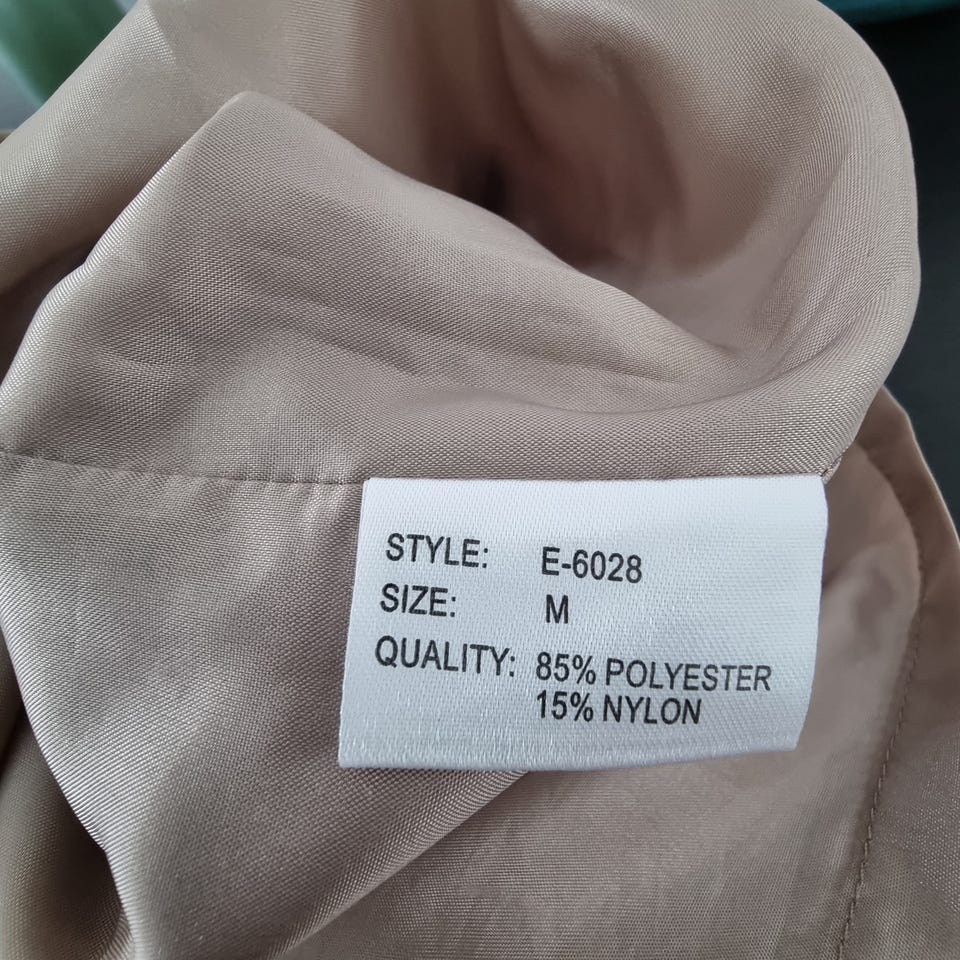 STYLE: E-6028
SIZE: M
QUALITY: 85% POLYESTER
15% NYLON